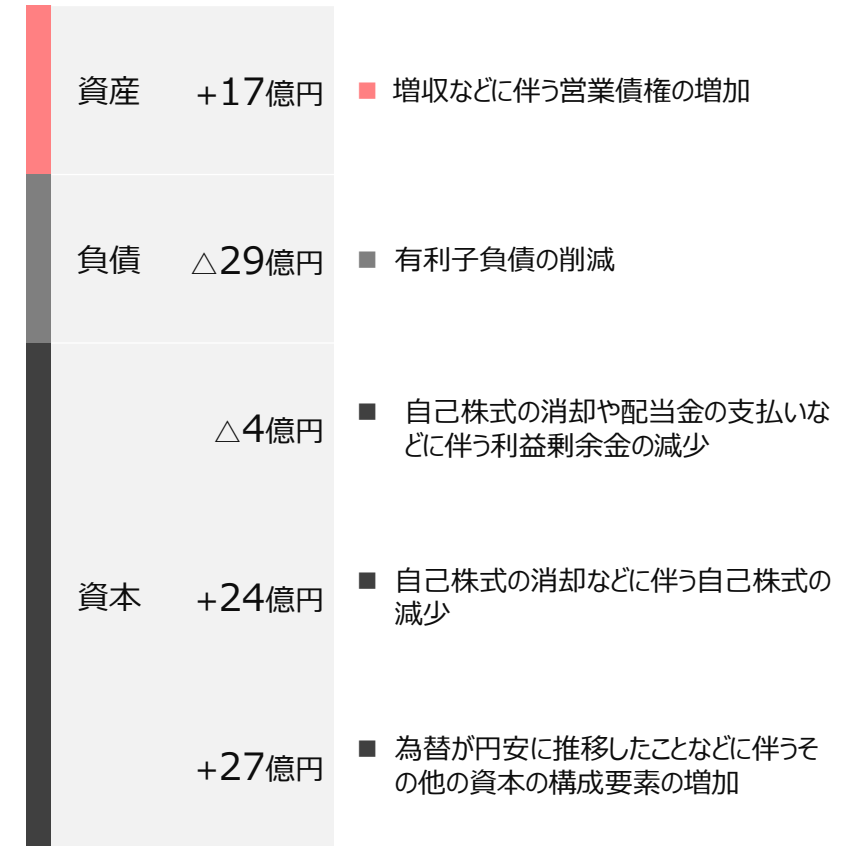 資産 +17億円 ■ 増収などに伴う営業債権の増加
負債 △29億円 ■ 有利子負債の削減
△4億円 ■ 自己株式の消却や配当金の支払いな
どに伴う利益剰余金の減少
資本 +24億円 ■ 自己株式の消却などに伴う自己株式の
減少
+27億円 ■ 為替が円安に推移したことなどに伴うそ
の他の資本の構成要素の増加